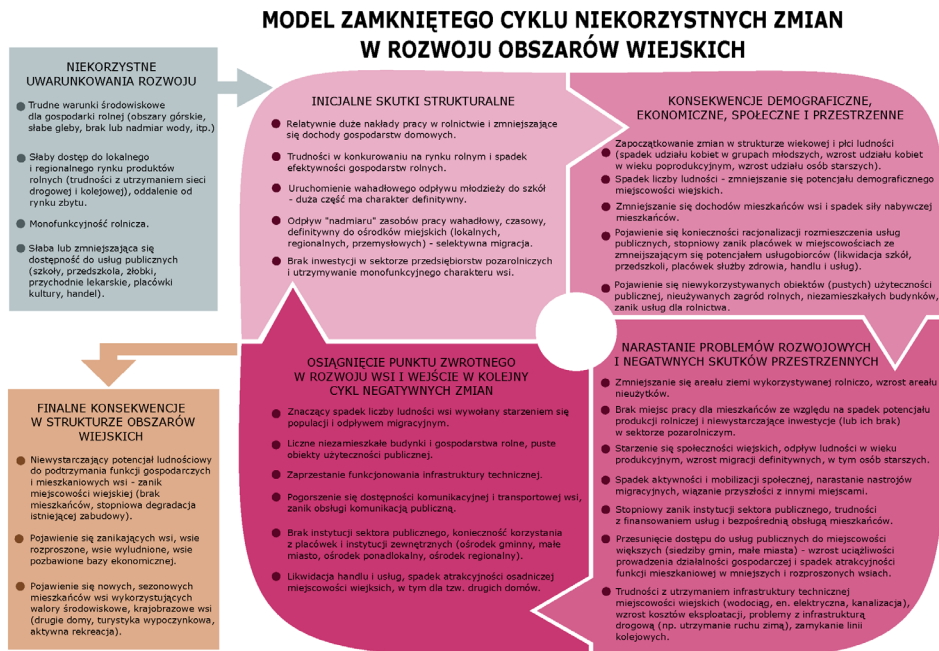 MODEL ZAMKNIĘTEGO CYKLU NIEKORZYSTNYCH ZMIAN
W ROZWOJU OBSZARÓW WIEJSKICH
NIEKORZYSTNE
UWARUNKOWANIA ROZWOJU
Trudne warunki środowiskowe
dla gospodarki rolnej (obszary górskie,
słabe gleby, brak lub nadmiar wody, itp.)
Słaby dostęp do lokalnego
i regionalnego rynku produktów
rolnych (trudności z utrzymaniem sieci
drogowej i kolejowej), oddalenie od
rynku zbytu.
Monofunkcyjność rolnicza.
Słaba lub zmniejszająca się
dostępność do usług publicznych
(szkoły, przedszkola, żłobki,
przychodnie lekarskie, placówki
kultury, handel).
INICJALNE SKUTKI STRUKTURALNE
Relatywnie duże nakłady pracy w rolnictwie i zmniejszające
się dochody gospodarstw domowych.
Trudności w konkurowaniu na rynku rolnym i spadek
efektywności gospodarstw rolnych.
Uruchomienie wahadłowego odpływu młodzieży do szkół
- duża część ma charakter definitywny.
Odpływ "nadmiaru" zasobów pracy wahadłowy, czasowy,
definitywny do ośrodków miejskich (lokalnych,
regionalnych, przemysłowych) - selektywna migracja.
Brak inwestycji w sektorze przedsiębiorstw pozarolniczych
i utrzymywanie monofunkcyjnego charakteru wsi.
KONSEKWENCJE DEMOGRAFICZNE,
EKONOMICZNE, SPOŁECZNE I PRZESTRZENNE
Zapoczątkowanie zmian w strukturze wiekowej i płci ludności
(spadek udziału kobiet w grupach młodszych, wzrost udziału kobiet
w wieku poprodukcyjnym, wzrost udziału osób starszych).
Spadek liczby ludności - zmniejszanie się potencjału demograficznego
miejscowości wiejskich.
Zmniejszanie się dochodów mieszkańców wsi i spadek siły nabywczej
mieszkańców.
Pojawienie się konieczności racjonalizacji rozmieszczenia usług
publicznych, stopniowy zanik placówek w miejscowościach ze
zmneijszającym się potencjałem usługobiorców (likwidacja szkół,
przedszkoli, placówek służby zdrowia, handlu i usług).
Pojawienie się niewykorzystywanych obiektów (pustych) użyteczności
publicznej, nieużywanych zagród rolnych, niezamieszkałych budynków,
zanik usług dla rolnictwa.
OSIĄGNIĘCIE PUNKTU ZWROTNEGO
W ROZWOJU WSI I WEJŚCIE W KOLEJNY
CYKL NEGATYWNYCH ZMIAN
Znaczący spadek liczby ludności wsi wywołany starzeniem się
populacji i odpływem migracyjnym.
Liczne niezamieszkałe budynki i gospodarstwa rolne, puste
obiekty użyteczności publicznej.
Zaprzestanie funkcjonowania infrastruktury technicznej.
Pogorszenie się dostępności komunikacyjnej i transportowej wsi,
zanik obsługi komunikacją publiczną.
Brak instytucji sektora publicznego, konieczność korzystania
z placówek i instytucji zewnętrznych (ośrodek gminny, małe
miasto, ośrodek ponadlokalny, ośrodek regionalny).
Likwidacja handlu i usług, spadek atrakcyjności osadniczej
miejscowości wiejksich, w tym dla tzw. drugich domów.
NARASTANIE PROBLEMÓW ROZWOJOWYCH
I NEGATWNYCH SKUTKÓW PRZESTRZENNYCH
Zmniejszanie się areału ziemi wykorzystywanej rolniczo, wzrost areału
nieużytków.
Brak miejsc pracy dla mieszkańców ze względu na spadek potencjału
produkcji rolniczej i niewystarczające inwestycje (lub ich brak)
w sektorze pozarolniczym.
Starzenie się społeczności wiejskich, odpływ ludności w wieku
produkcyjnym, wzrost migracji definitywnych, w tym osób starszych.
Spadek aktywności i mobilizacji społecznej, narastanie nastrojów
migracyjnych, wiązanie przyszłości z innymi miejscami.
Stopniowy zanik instytucji sektora publicznego, trudności
z finansowaniem usług i bezpośrednią obsługą mieszkańców.
Przesunięcie dostępu do usług publicznych do miejscowości
większych (siedziby gmin, małe miasta) - wzrost uciążliwości
prowadzenia działalności gospodarczej i spadek atrakcyjności
funkcji mieszkaniowej w mniejszych i rozproszonych wsiach.
Trudności z utrzymaniem infrastruktury technicznej
miejscowości wiejskich (wodociąg, en. elektryczna, kanalizacja),
wzrost kosztów eksploatacji, problemy z infrastrukturą
drogową (np. utrzymanie ruchu zimą), zamykanie linii
kolejowych.
FINALNE KONSEKWENCJE
W STRUKTURZE OBSZARÓW
WIEJSKICH
Niewystarczający potencjał ludnościowy
do podtrzymania funkcji gospodarczych
i mieszkaniowych wsi - zanik
miejscowości wiejskiej (brak
mieszkańców, stopniowa degradacja
istniejącej zabudowy).
Pojawienie się zanikających wsi, wsie
rozproszone, wsie wyludnione, wsie
pozbawione bazy ekonomicznej.
Pojawienie się nowych, sezonowych
mieszkańców wsi wykorzystujących
walory środowiskowe, krajobrazowe wsi
(drugie domy, turystyka wypoczynkowa,
aktywna rekreacja).